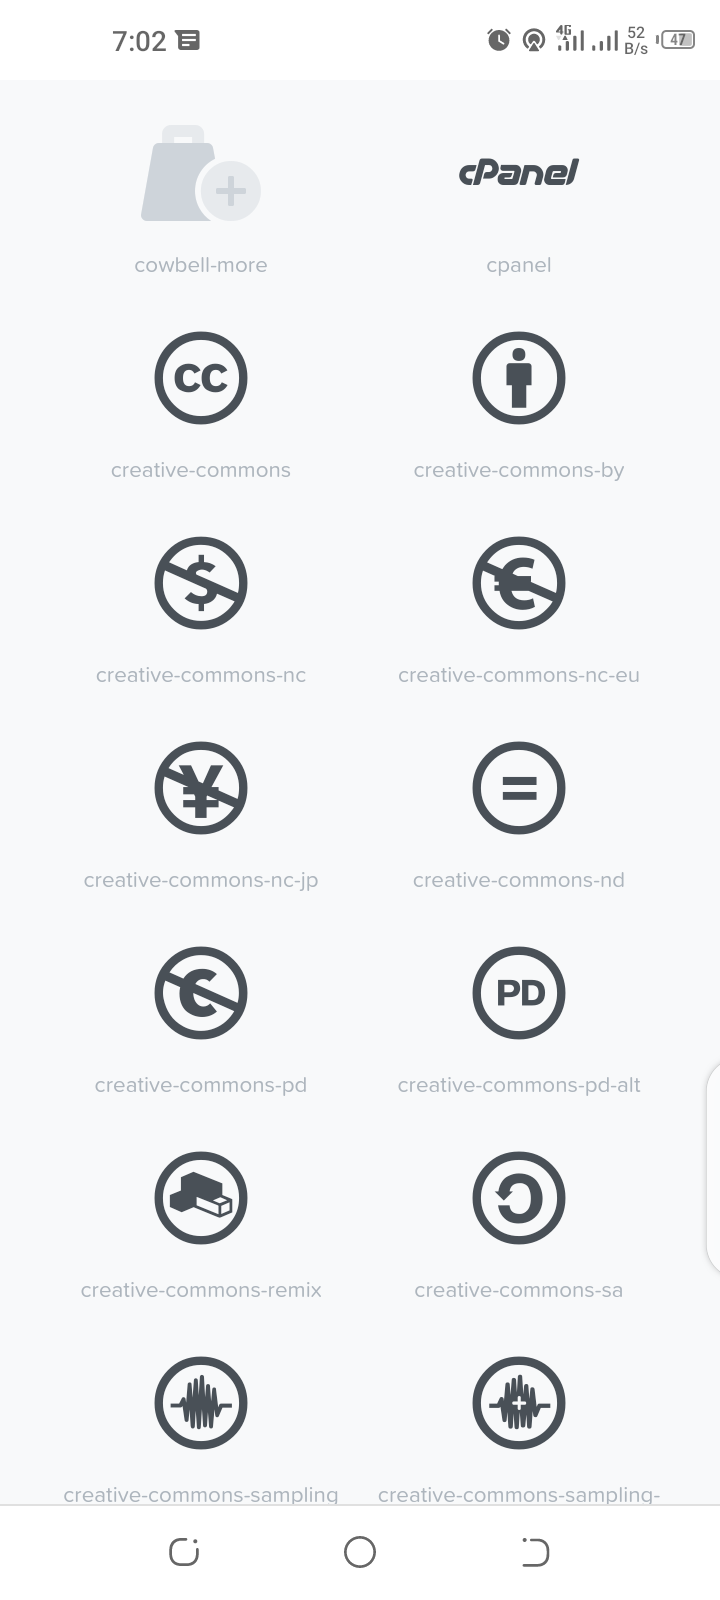 7:02
4G
52
B/s
47
cPanel
cowbell-more cpanel
CC
creative-commons creative-commons-by
$ €
creative-commons-nc creative-commons-nc-eu
¥ =
creative-commons-nc-jp creative-commons-nd
C PD
creative-commons-pd creative-commons-pd-alt
creative-commons-remix creative-commons-sa
creative-commons-sampling creative-commons-sampling-